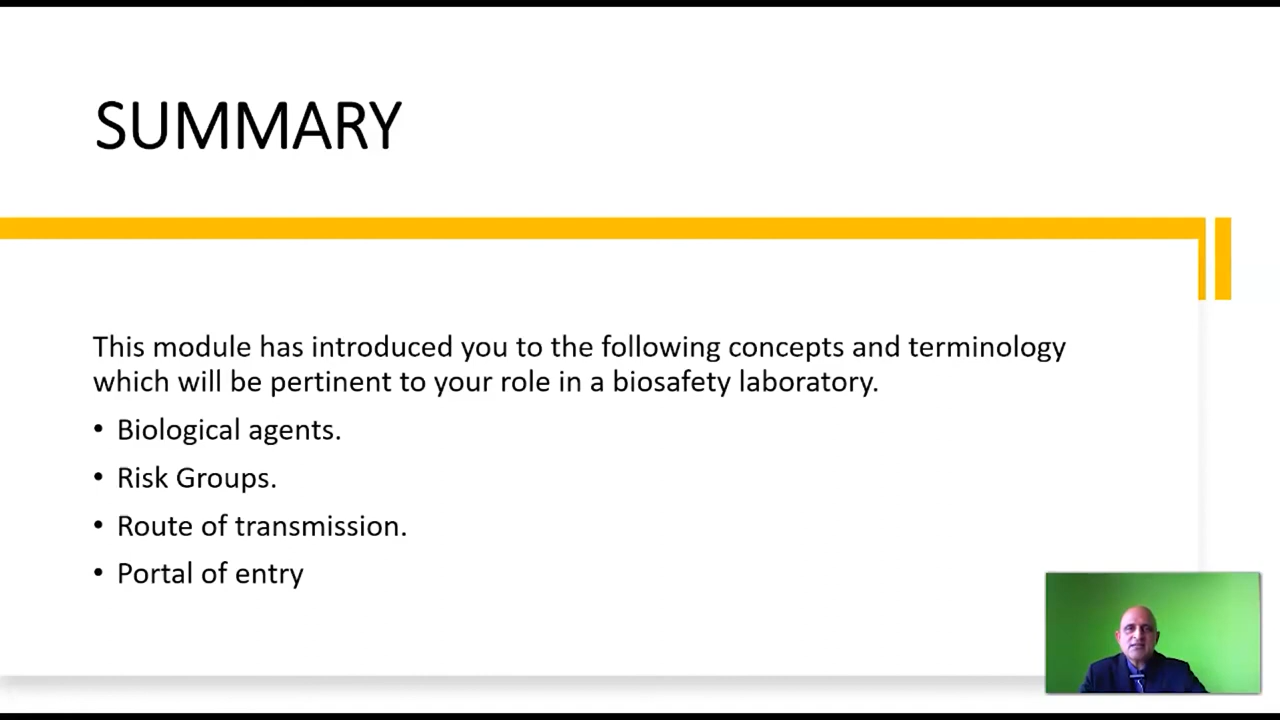 SUMMARY
This module has introduced you to the following concepts and terminology
which will be pertinent to your role in a biosafety laboratory.
• Biological agents.
• Risk Groups.
• Route of transmission.
• Portal of entry